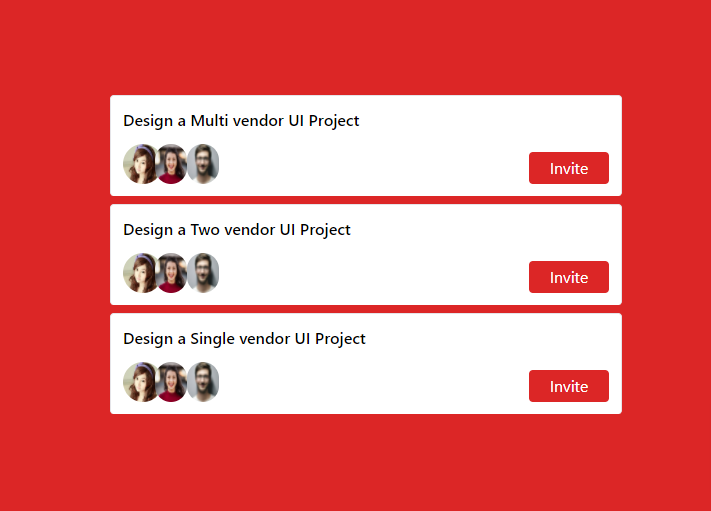 Design a Multi vendor UI Project
Invite
Design a Two vendor UI Project
Invite
Design a Single vendor UI Project
Invite